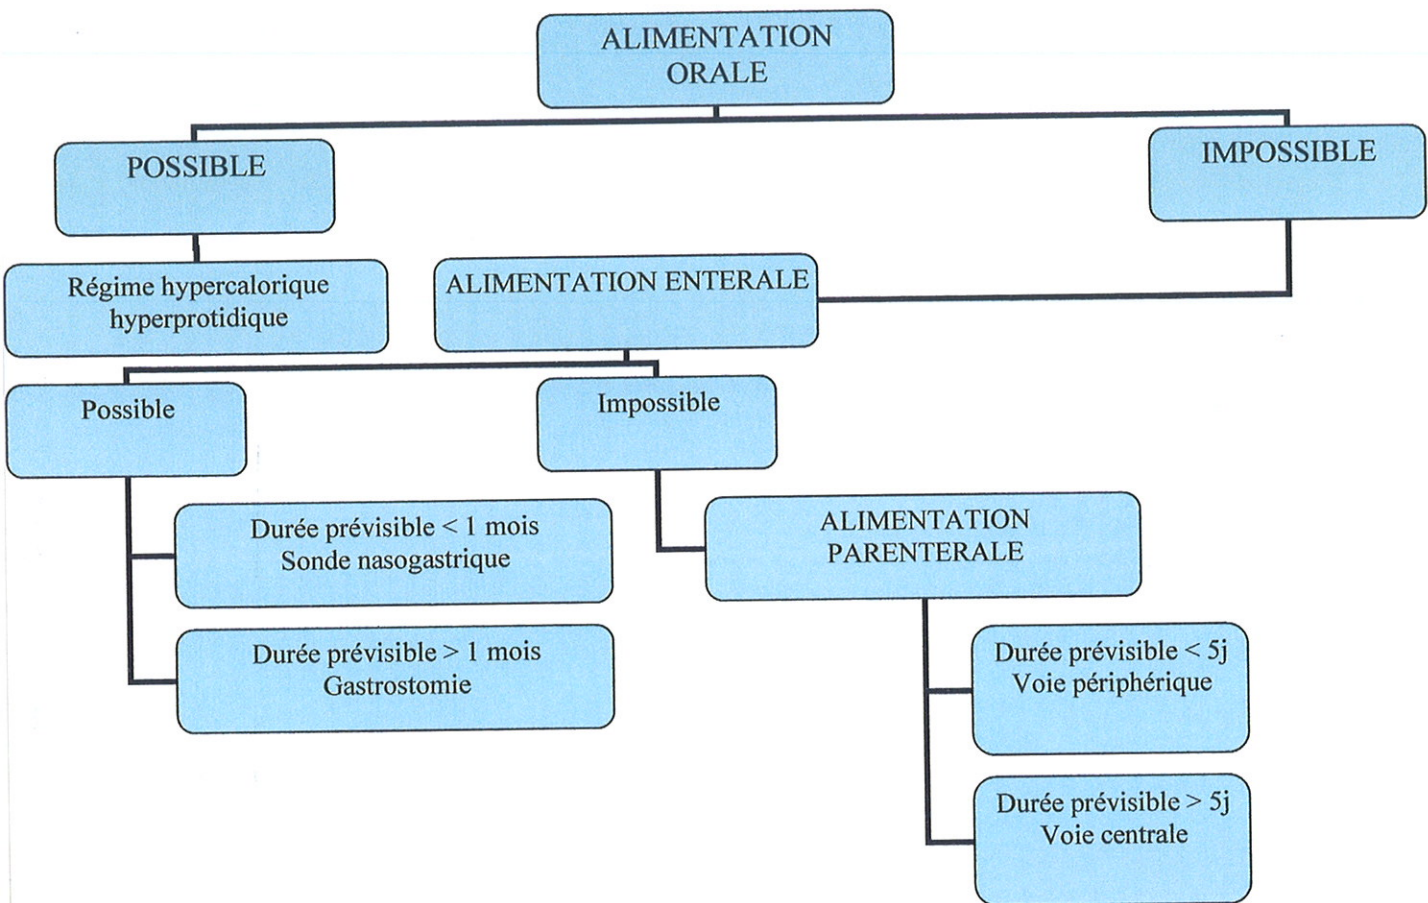 ALIMENTATION
ORALE
POSSIBLE
IMPOSSIBLE
Régime hypercalorique
hyperprotidique
ALIMENTATION ENTERALE
Possible
Impossible
Durée prévisible < 1 mois
Sonde nasogastrique
Durée prévisible > 1 mois
Gastrostomie
ALIMENTATION
PARENTERALE
Durée prévisible < 5j
Voie périphérique
Durée prévisible > 5j
Voie centrale